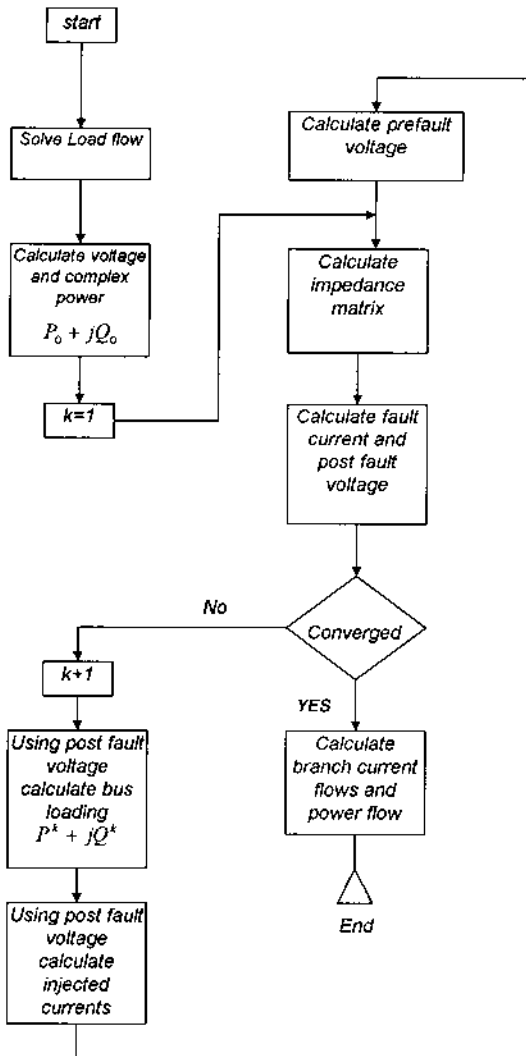 start
Solve Load flow
Calculate voltage
and complex
power
P₀ + jQ₀
k=1
Calculate prefault
voltage
Calculate
impedance
matrix
Calculate fault
current and
post fault
voltage
Converged
No
YES
k+1
Using post fault
voltage
calculate bus
loading
Pᵏ + jQᵏ
Using post fault
voltage
calculate
injected
currents
Calculate
branch current
flows and
power flow
End